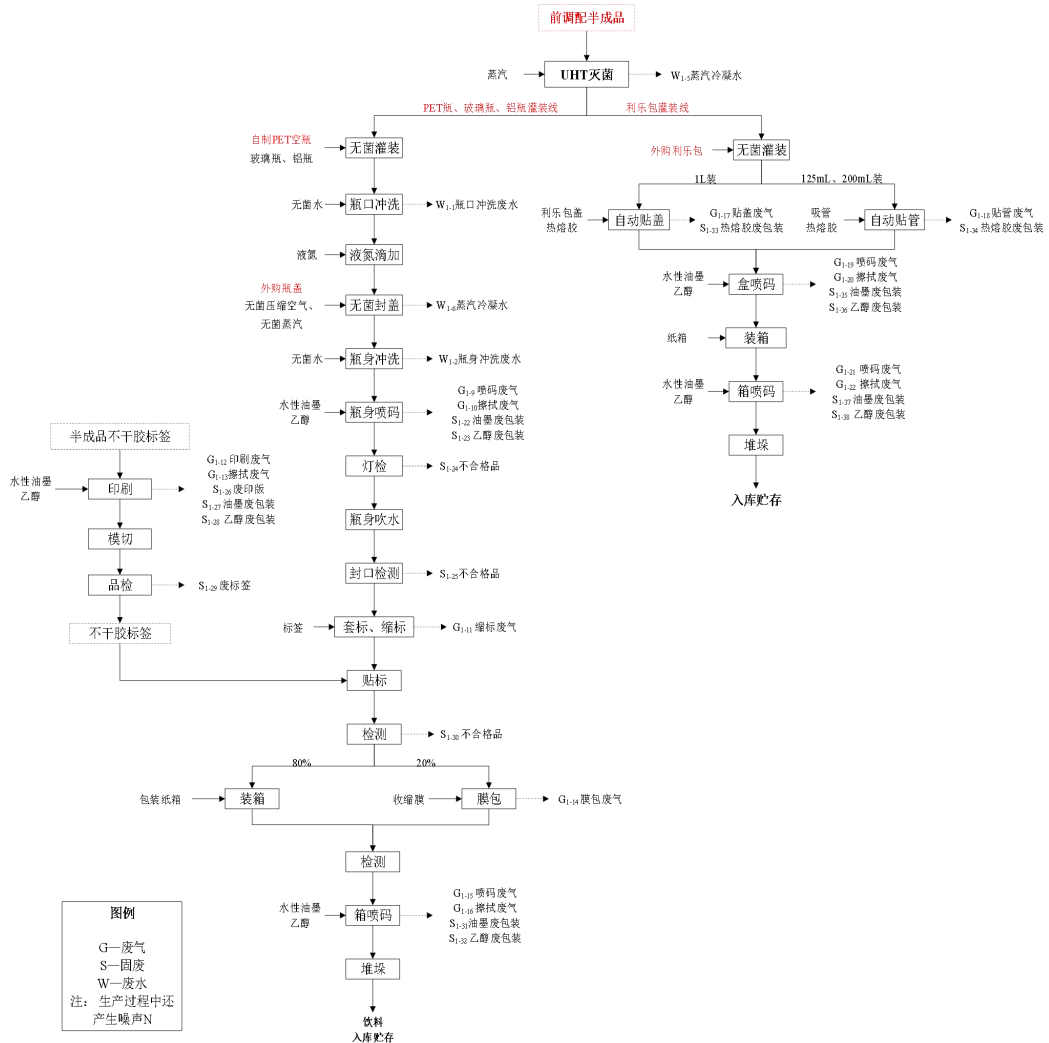 前调配半成品
蒸汽
UHT灭菌
W1-5蒸汽冷凝水
PET瓶、玻璃瓶、铝瓶灌装线
利乐包灌装线
自制PET空瓶
玻璃瓶、铝瓶
无菌灌装
外购利乐包
无菌灌装
1L装
125mL、200mL装
无菌水
瓶口冲洗
W1-1瓶口冲洗废水
利乐包盖
热熔胶
自动贴盖
G1-17贴盖废气
S1-33热熔胶废包装
吸管
热熔胶
自动贴管
G1-18贴管废气
S1-34热熔胶废包装
液氮
液氮滴加
外购瓶盖
无菌压缩空气、
无菌蒸汽
无菌封盖
W1-6蒸汽冷凝水
水性油墨
乙醇
盒喷码
G1-19喷码废气
G1-20擦拭废气
S1-35油墨废包装
S1-36乙醇废包装
无菌水
瓶身冲洗
W1-2瓶身冲洗废水
纸箱
装箱
水性油墨
乙醇
瓶身喷码
G1-9喷码废气
G1-10擦拭废气
S1-22油墨废包装
S1-23乙醇废包装
水性油墨
乙醇
箱喷码
G1-21喷码废气
G1-22擦拭废气
S1-37油墨废包装
S1-38乙醇废包装
堆垛
入库贮存
半成品不干胶标签
灯检
S1-24不合格品
水性油墨
乙醇
印刷
G1-12印刷废气
G1-13擦拭废气
S1-26废印版
S1-27油墨废包装
S1-28乙醇废包装
瓶身吹水
模切
品检
S1-29废标签
封口检测
S1-25不合格品
不干胶标签
标签
套标、缩标
G1-11缩标废气
贴标
检测
S1-30不合格品
80%
20%
包装纸箱
装箱
收缩膜
膜包
G1-14膜包废气
检测
水性油墨
乙醇
箱喷码
G1-15喷码废气
G1-16擦拭废气
S1-31油墨废包装
S1-32乙醇废包装
堆垛
饮料
入库贮存
图例
G—废气
S—固废
W—废水
注： 生产过程中还
产生噪声N